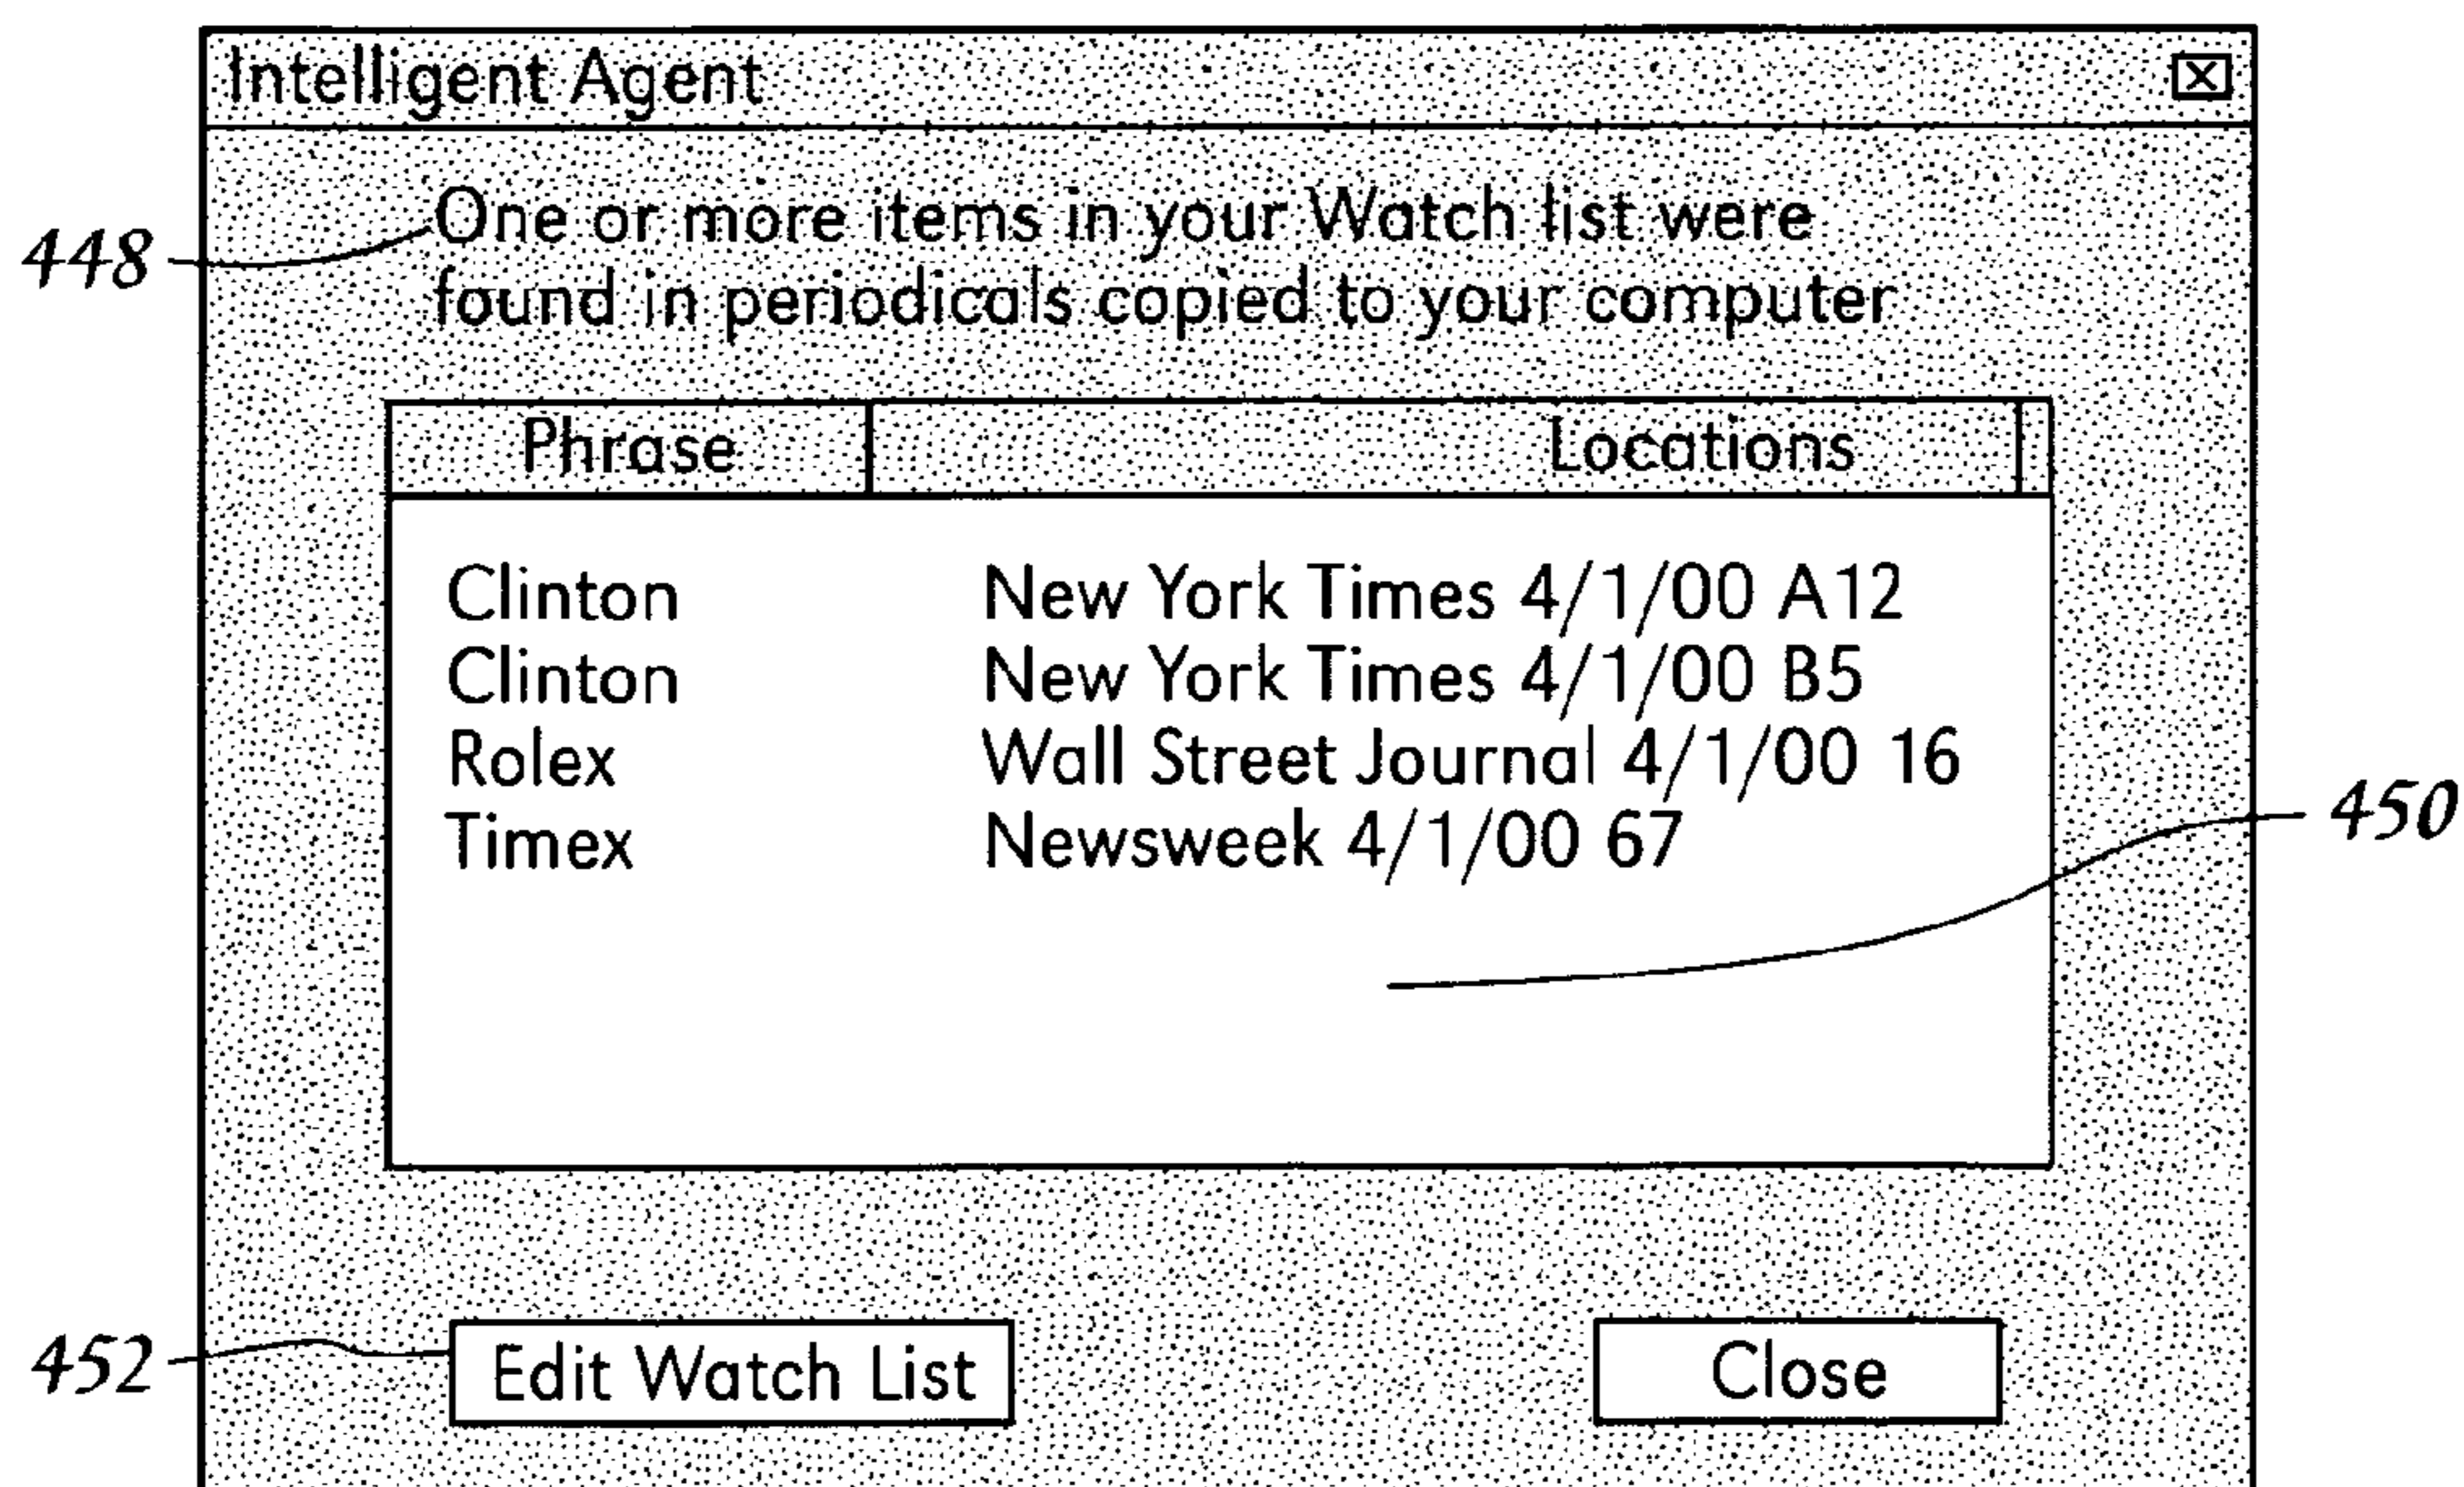 Intelligent Agent
448
One or more items in your Watch list were
found in periodicals copied to your computer
Phrase Locations
Clinton New York Times 4/1/00 A12
Clinton New York Times 4/1/00 B5
Rolex Wall Street Journal 4/1/00 16
Timex Newsweek 4/1/00 67
450
452
Edit Watch List Close